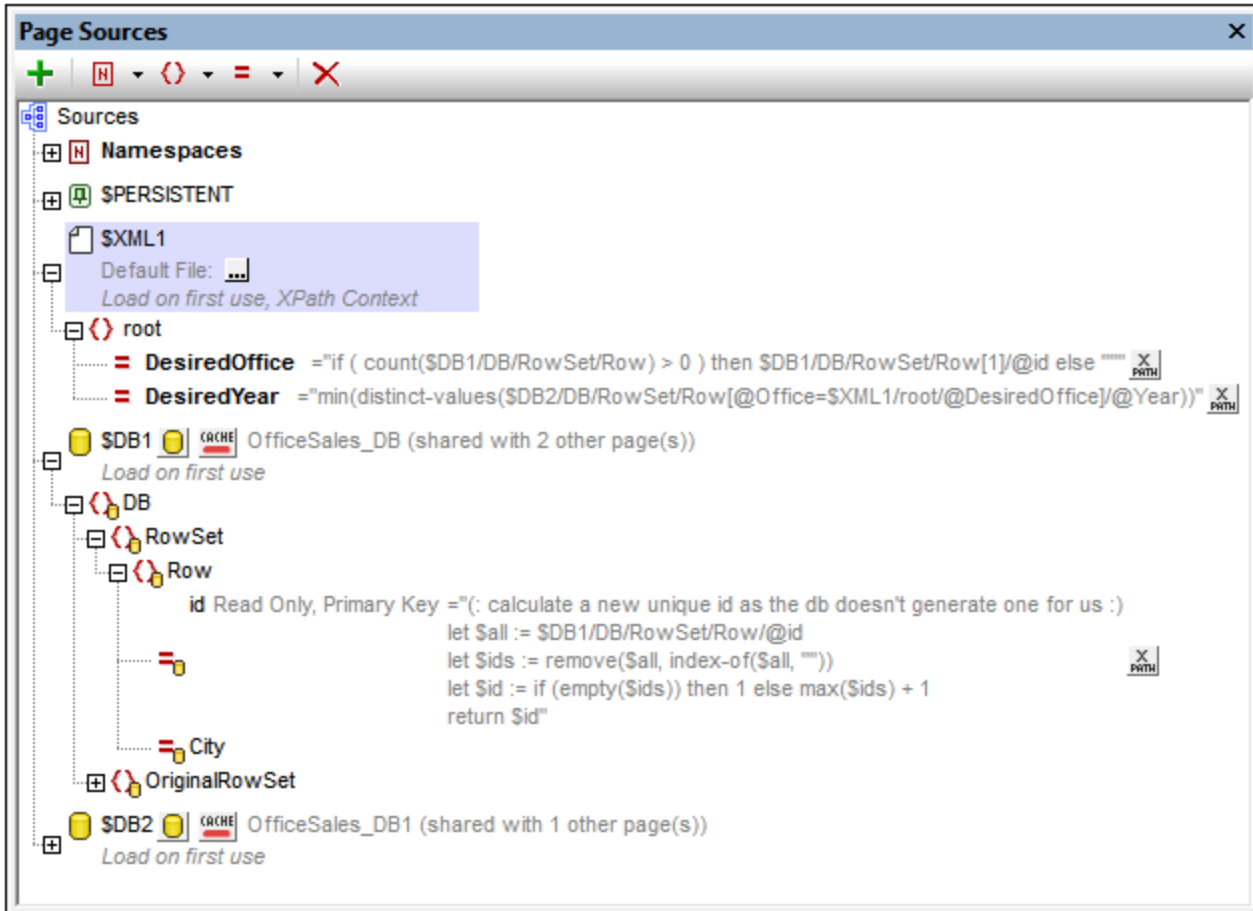 Page Sources
Sources
Namespaces
$PERSISTENT
$XML1
Default File: ...
Load on first use, XPath Context
root
DesiredOffice ="if ( count($DB1/DB/RowSet/Row) > 0 ) then $DB1/DB/RowSet/Row[1]/@id else """ X PATH
DesiredYear ="min(distinct-values($DB2/DB/RowSet/Row[@Office=$XML1/root/@DesiredOffice]/@Year))" X PATH
$DB1 CACHE OfficeSales_DB (shared with 2 other page(s))
Load on first use
DB
RowSet
Row
id Read Only, Primary Key ="(: calculate a new unique id as the db doesn't generate one for us :)
let $all := $DB1/DB/RowSet/Row/@id
let $ids := remove($all, index-of($all, ""))
let $id := if (empty($ids)) then 1 else max($ids) + 1
return $id"
X PATH
City
OriginalRowSet
$DB2 CACHE OfficeSales_DB1 (shared with 1 other page(s))
Load on first use